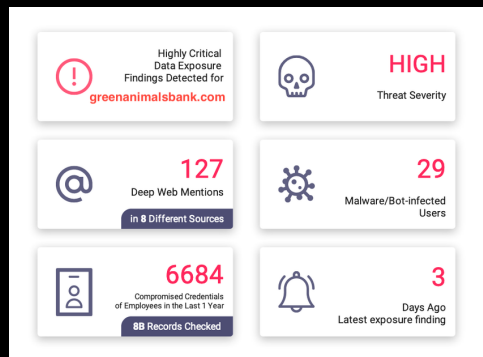 Highly Critical
Data Exposure
Findings Detected for
greenanimalsbank.com
HIGH
Threat Severity
127
Deep Web Mentions
in 8 Different Sources
29
Malware/Bot-infected
Users
6684
Compromised Credentials
of Employees in the Last 1 Year
8B Records Checked
3
Days Ago
Latest exposure finding